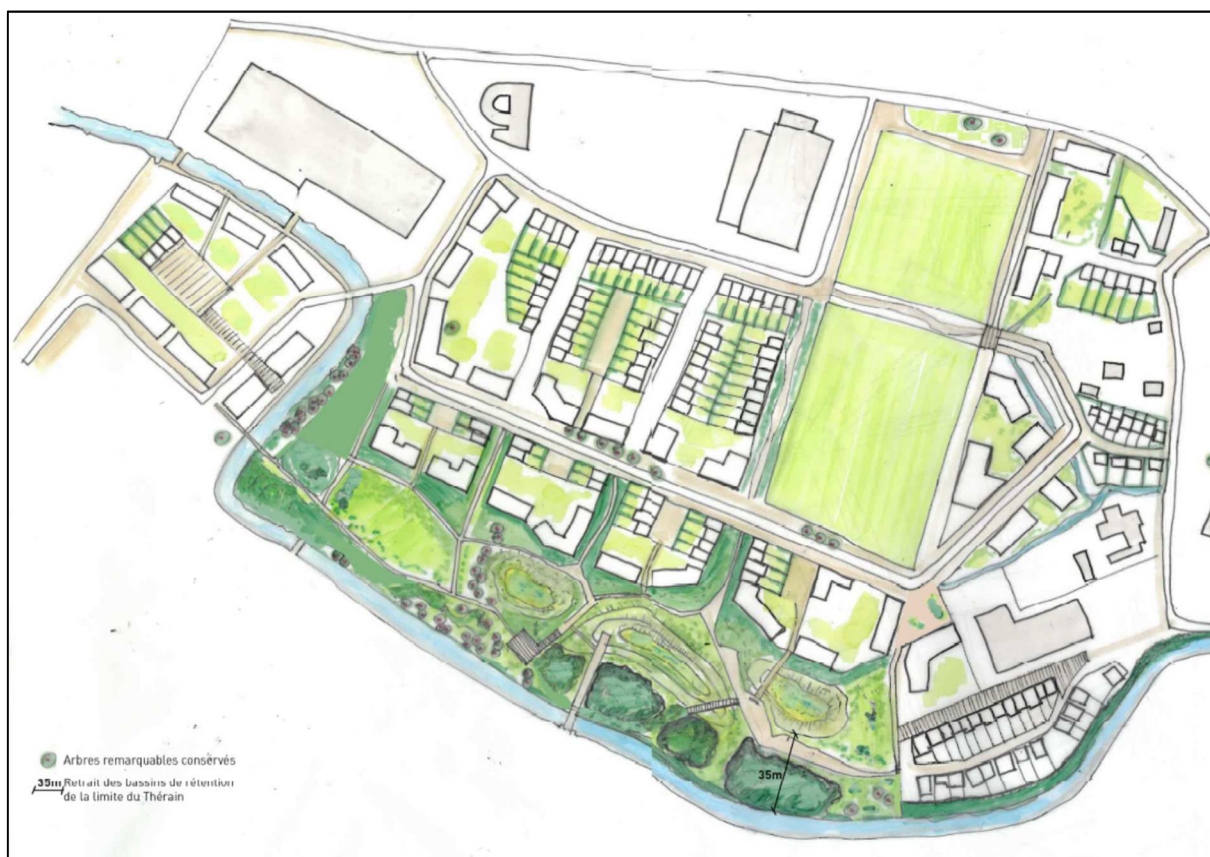 Arbres remarquables conservés
35m Retrait des bassins de rétention
de la limite du Thérain
35m